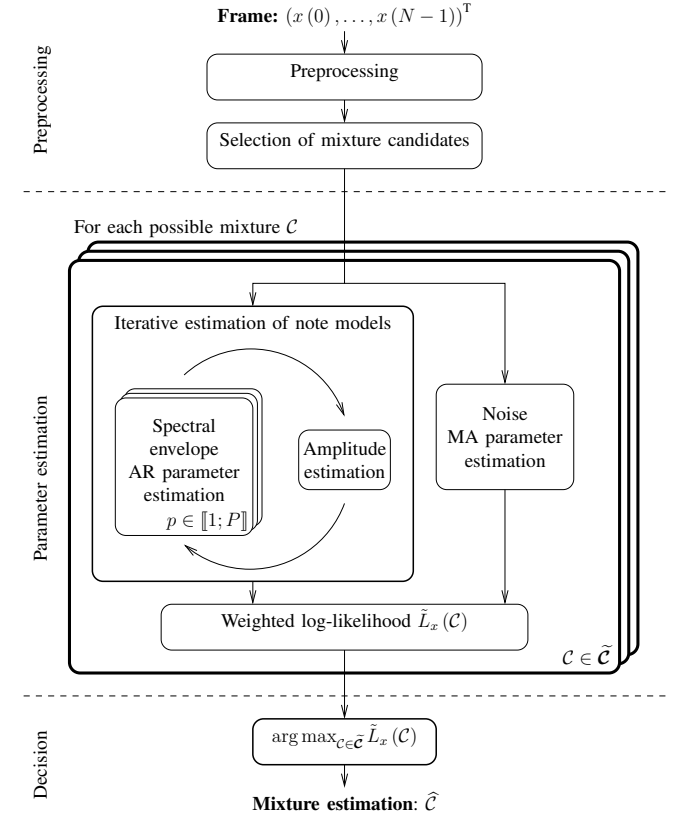 Frame: (x (0) , . . . , x (N − 1))ᵀ
Preprocessing
Preprocessing
Selection of mixture candidates
For each possible mixture 𝒞
Parameter estimation
Iterative estimation of note models
Spectral
envelope
AR parameter
estimation
p ∈ ⟦1; P⟧
Amplitude
estimation
Noise
MA parameter
estimation
Weighted log-likelihood L̃ₓ (𝒞)
𝒞 ∈ 𝓒̃
Decision
arg max_{𝒞∈𝓒̃} L̃ₓ (𝒞)
Mixture estimation: 𝒞̂